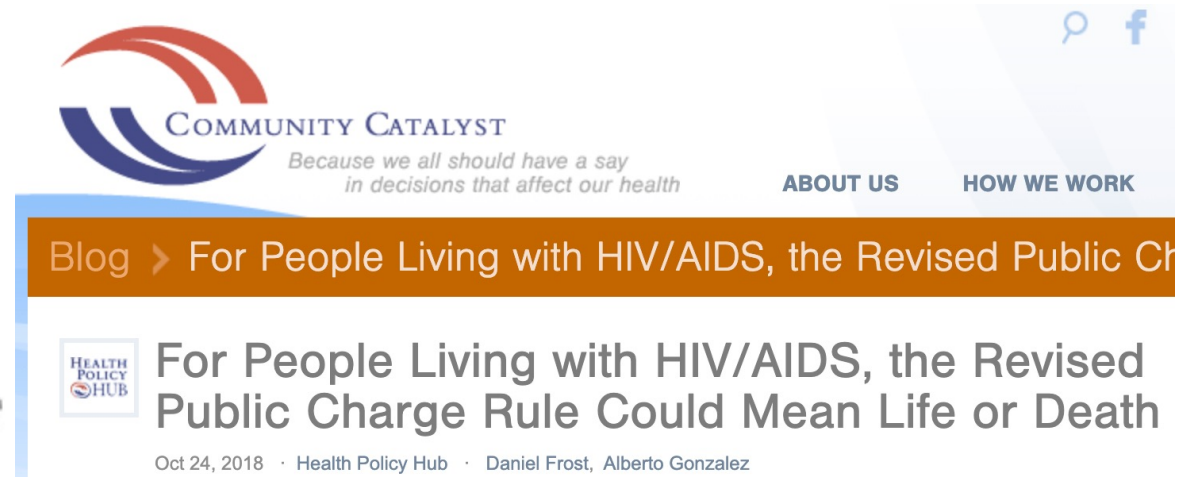 COMMUNITY CATALYST
Because we all should have a say
in decisions that affect our health
ABOUT US HOW WE WORK
Blog > For People Living with HIV/AIDS, the Revised Public Ch
HEALTH
POLICY
HUB
For People Living with HIV/AIDS, the Revised
Public Charge Rule Could Mean Life or Death
Oct 24, 2018 · Health Policy Hub · Daniel Frost, Alberto Gonzalez